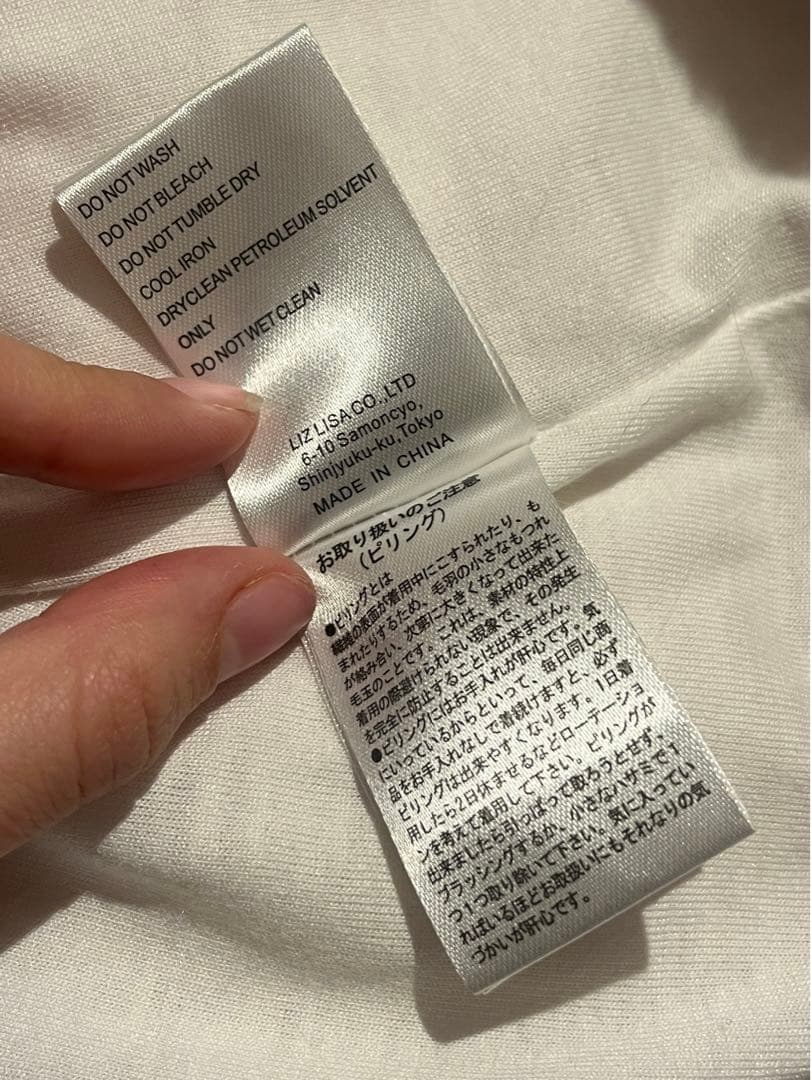 DO NOT WASH
DO NOT BLEACH
DO NOT TUMBLE DRY
COOL IRON
DRYCLEAN PETROLEUM SOLVENT
ONLY
DO NOT WET CLEAN
LIZ LISA CO.,LTD
6-10 Samoncyo,
Shinjyuku-ku,Tokyo
MADE IN CHINA
お取り扱いのご注意
(ピリング)
●ピリングとは
繊維の表面が着用中にこすられたり、も
まれたりするため、毛羽の小さなもつれ
が絡み合い、次第に大きくなって出来た
毛玉のことです。これは、素材の特性上
着用の際避けられない現象で、その発生
を完全に防止することは出来ません。
●ピリングにはお手入れが肝心です。気
にいっているからといって、毎日同じ商
品をお手入れなしで着続けますと、必ず
ピリングは出来やすくなります。1日着
用したら2日休ませるなどローテーショ
ンを考えて着用して下さい。ピリングが
出来ましたら引っぱって取ろうとせず、
ブラッシングするか、小さなハサミで1
つ1つ取り除いて下さい。気に入ってい
ればいるほどお取扱いにもそれなりの気
づかいが肝心です。